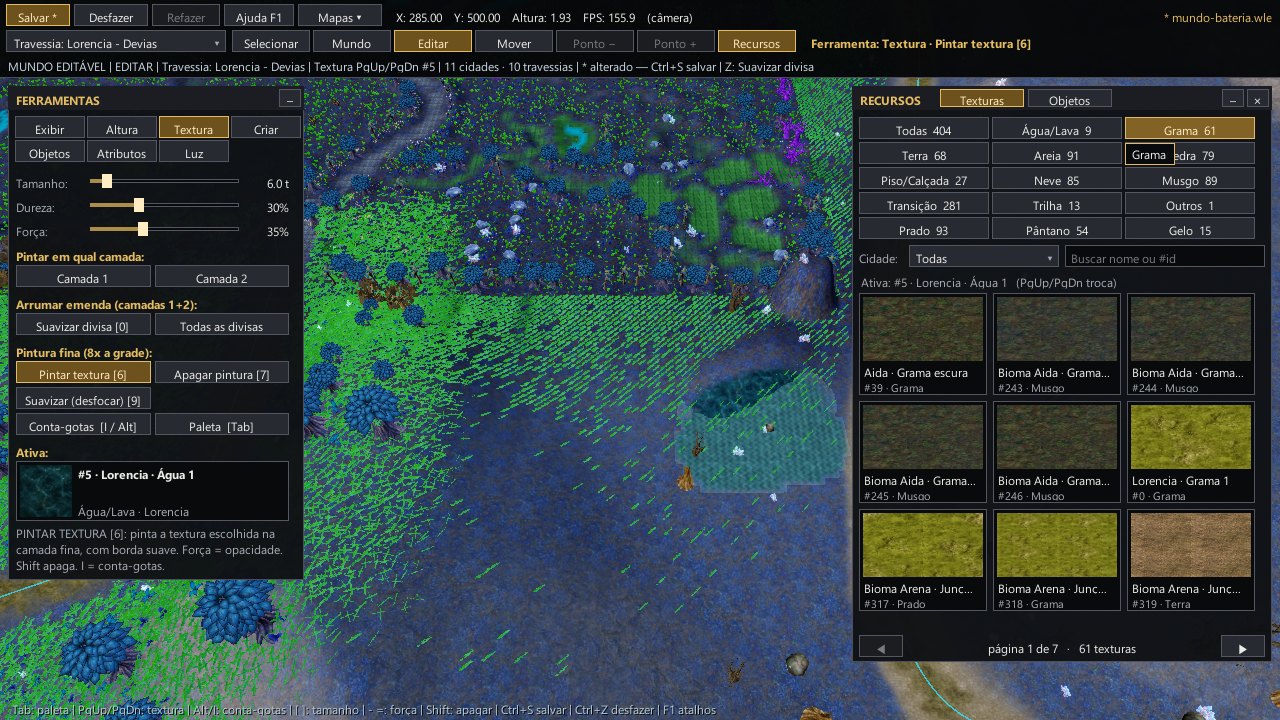 Salvar * Desfazer Refazer Ajuda F1 Mapas ▾ X: 285.00 Y: 500.00 Altura: 1.93 FPS: 155.9 (câmera) * mundo-bateria.wle
Travessia: Lorencia - Devias ▾ Selecionar Mundo Editar Mover Ponto − Ponto + Recursos Ferramenta: Textura · Pintar textura [6]
MUNDO EDITÁVEL | EDITAR | Travessia: Lorencia - Devias | Textura PgUp/PgDn #5 | 11 cidades · 10 travessias | * alterado — Ctrl+S salvar | Z: Suavizar divisa
FERRAMENTAS –
Exibir Altura Textura Criar
Objetos Atributos Luz
Tamanho: 6.0 t
Dureza: 30%
Força: 35%
Pintar em qual camada:
Camada 1 Camada 2
Arrumar emenda (camadas 1+2):
Suavizar divisa [0] Todas as divisas
Pintura fina (8x a grade):
Pintar textura [6] Apagar pintura [7]
Suavizar (desfocar) [9]
Conta-gotas [I / Alt] Paleta [Tab]
Ativa:
#5 · Lorencia · Água 1
Água/Lava · Lorencia
PINTAR TEXTURA [6]: pinta a textura escolhida na
camada fina, com borda suave. Força = opacidade.
Shift apaga. I = conta-gotas.
RECURSOS Texturas Objetos – ×
Todas 404 Água/Lava 9 Grama 61
Terra 68 Areia 91 Grama edra 79
Piso/Calçada 27 Neve 85 Musgo 89
Transição 281 Trilha 13 Outros 1
Prado 93 Pântano 54 Gelo 15
Cidade: Todas ▾ Buscar nome ou #id
Ativa: #5 · Lorencia · Água 1 (PgUp/PgDn troca)
Aida · Grama escura Bioma Aida · Grama... Bioma Aida · Grama...
#39 · Grama #243 · Musgo #244 · Musgo
Bioma Aida · Grama... Bioma Aida · Grama... Lorencia · Grama 1
#245 · Musgo #246 · Musgo #0 · Grama
Bioma Arena · Junc... Bioma Arena · Junc... Bioma Arena · Junc...
#317 · Prado #318 · Grama #319 · Terra
◀ página 1 de 7 · 61 texturas ▶
Tab: paleta | PgUp/PgDn: textura | Alt/I: conta-gotas | [ ]: tamanho | - =: força | Shift: apagar | Ctrl+S salvar | Ctrl+Z desfazer | F1 atalhos